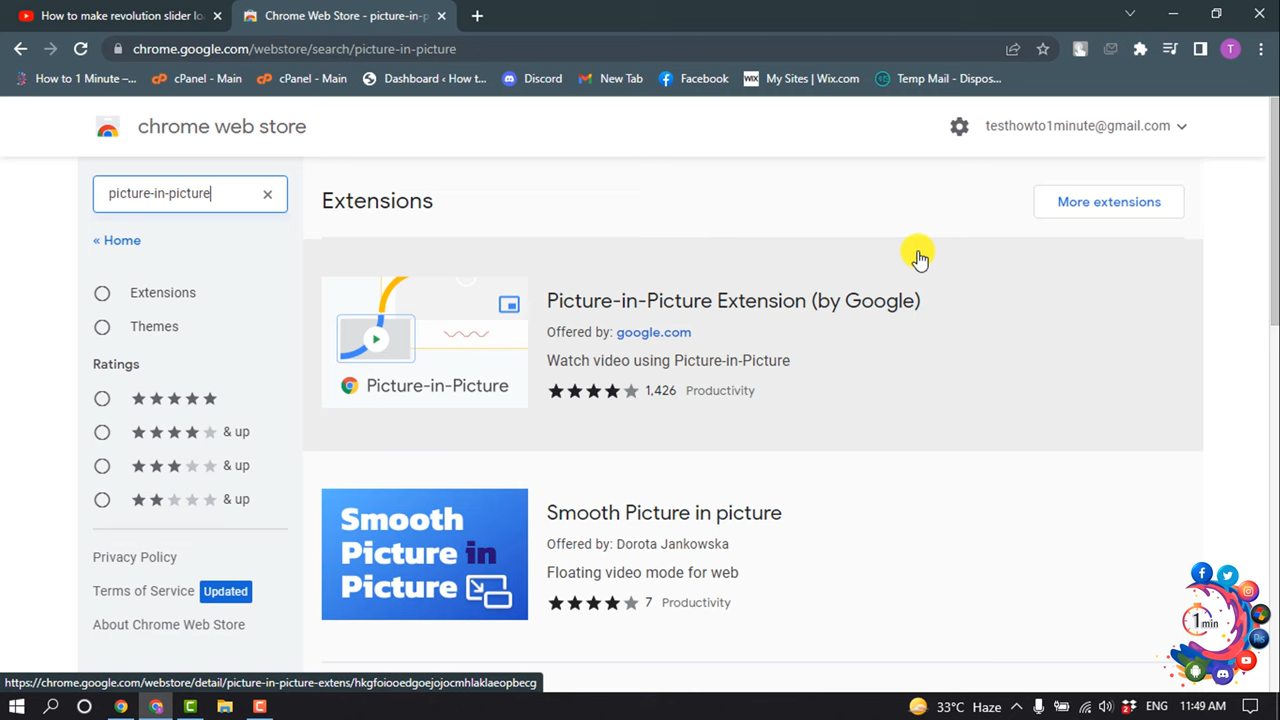 How to make revolution slider lo
Chrome Web Store - picture-in-p
chrome.google.com/webstore/search/picture-in-picture
T
How to 1 Minute –...
cPanel - Main
cPanel - Main
Dashboard ‹ How t...
Discord
New Tab
Facebook
WIX
My Sites | Wix.com
Temp Mail - Dispos...
chrome web store
testhowto1minute@gmail.com
picture-in-picture
Extensions
More extensions
« Home
Extensions
Themes
Ratings
& up
& up
& up
Privacy Policy
Terms of Service Updated
About Chrome Web Store
Picture-in-Picture
Picture-in-Picture Extension (by Google)
Offered by: google.com
Watch video using Picture-in-Picture
1,426 Productivity
Smooth
Picture in
Picture
Smooth Picture in picture
Offered by: Dorota Jankowska
Floating video mode for web
7 Productivity
1 min
Ps
https://chrome.google.com/webstore/detail/picture-in-picture-extens/hkgfoiooedgoejojocmhlaklaeopbecg
33°C Haze
ENG
11:49 AM